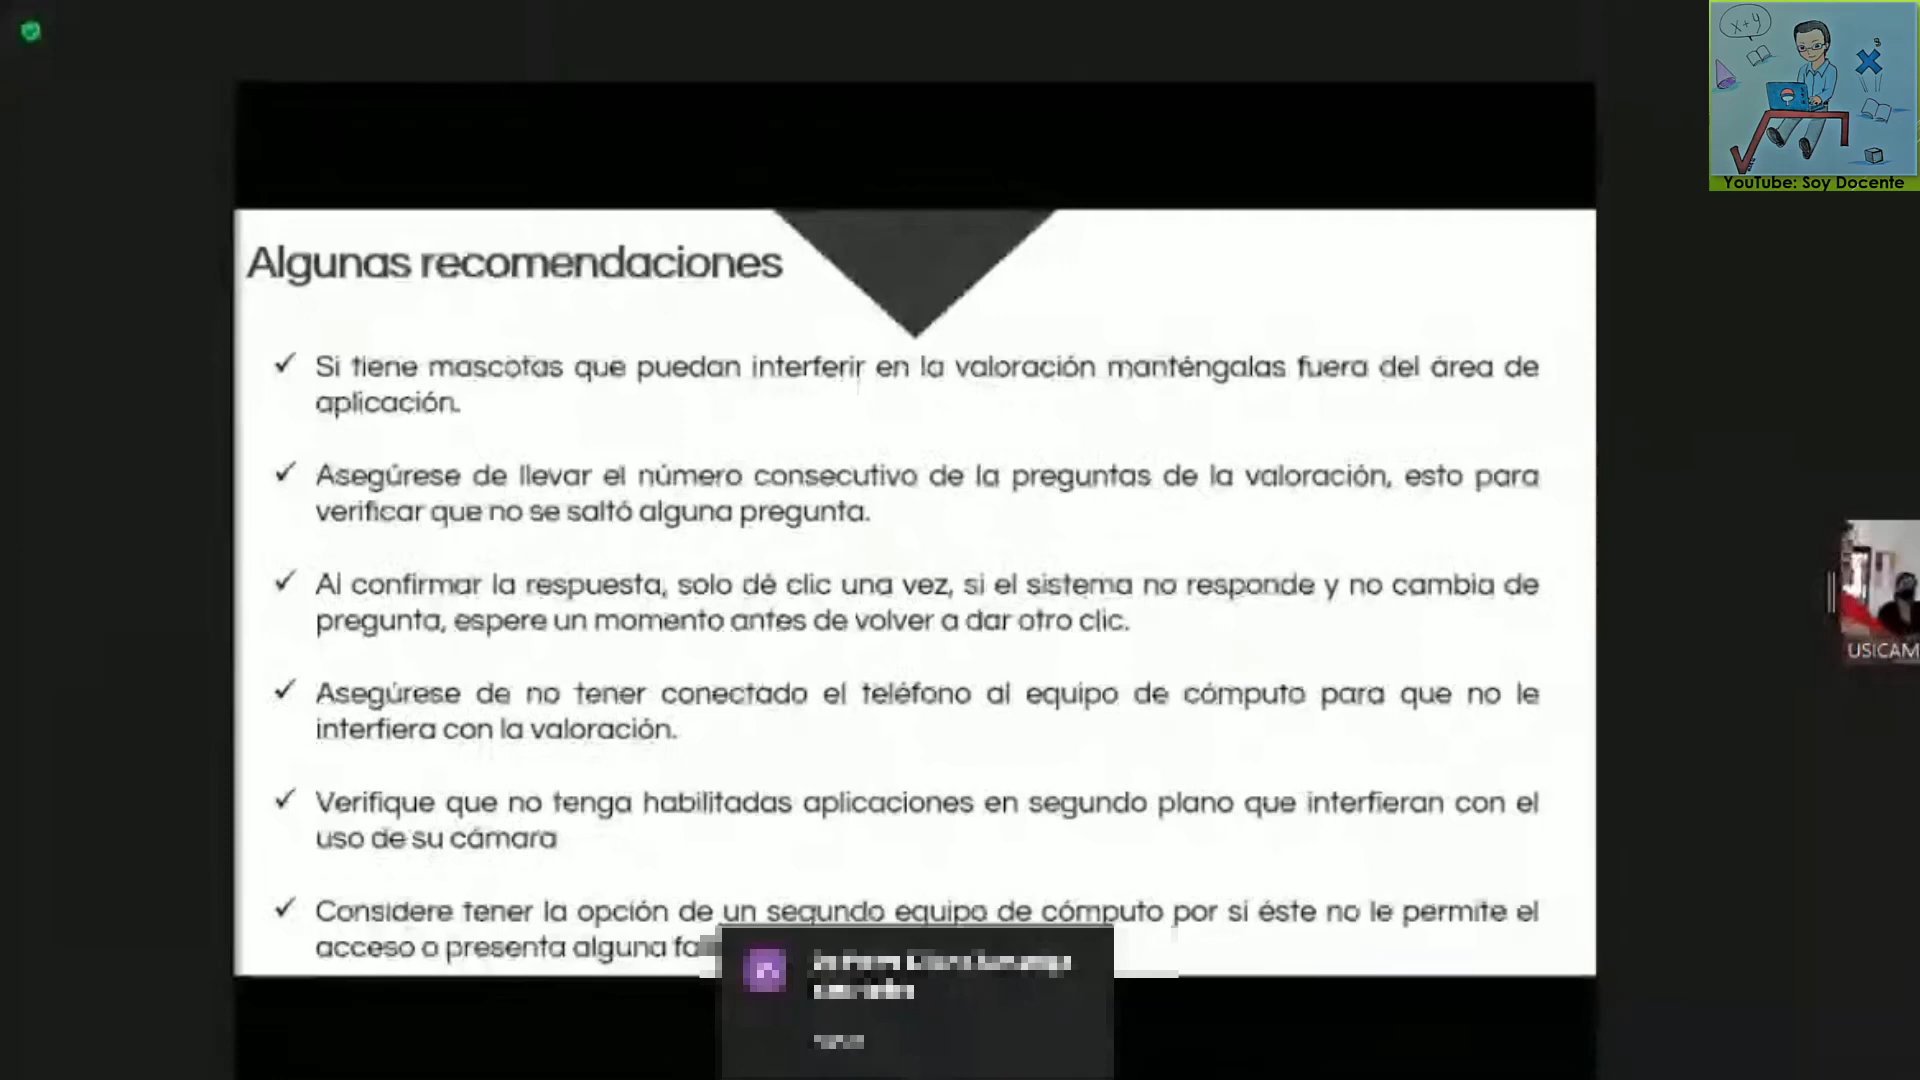 x+y
3
YouTube: Soy Docente
Algunas recomendaciones
✓ Si tiene mascotas que puedan interferir en la valoración manténgalas fuera del área de
aplicación.
✓ Asegúrese de llevar el número consecutivo de la preguntas de la valoración, esto para
verificar que no se saltó alguna pregunta.
✓ Al confirmar la respuesta, solo dé clic una vez, si el sistema no responde y no cambia de
pregunta, espere un momento antes de volver a dar otro clic.
✓ Asegúrese de no tener conectado el teléfono al equipo de cómputo para que no le
interfiera con la valoración.
✓ Verifique que no tenga habilitadas aplicaciones en segundo plano que interfieran con el
uso de su cámara
✓ Considere tener la opción de un segundo equipo de cómputo por si éste no le permite el
acceso o presenta alguna
USICAM